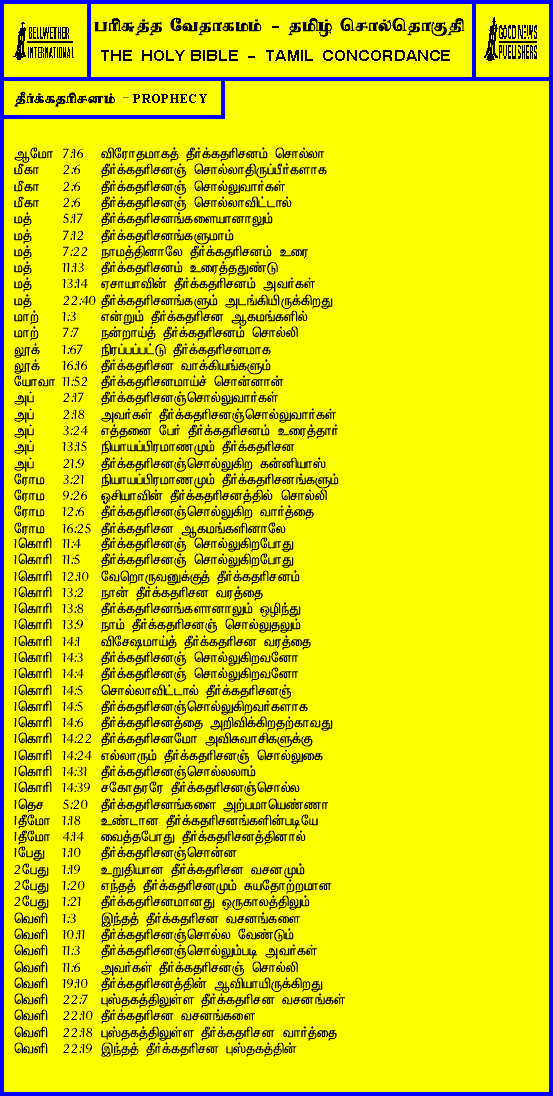 BELLWETHER
INTERNATIONAL
பரிசுத்த வேதாகமம் - தமிழ் சொல்தொகுதி
THE HOLY BIBLE - TAMIL CONCORDANCE
GOOD NEWS
PUBLISHERS
தீர்க்கதரிசனம் - PROPHECY
ஆமோ 7:16 விரோதமாகத் தீர்க்கதரிசனம் சொல்லா
மீகா 2:6 தீர்க்கதரிசனஞ் சொல்லாதிருப்பீர்களாக
மீகா 2:6 தீர்க்கதரிசனஞ் சொல்லுவார்கள்
மீகா 2:6 தீர்க்கதரிசனஞ் சொல்லாவிட்டால்
மத் 5:17 தீர்க்கதரிசனங்களையானாலும்
மத் 7:12 தீர்க்கதரிசனங்களுமாம்
மத் 7:22 நாமத்தினாலே தீர்க்கதரிசனம் உரை
மத் 11:13 தீர்க்கதரிசனம் உரைத்ததுண்டு
மத் 13:14 ஏசாயாவின் தீர்க்கதரிசனம் அவர்கள்
மத் 22:40 தீர்க்கதரிசனங்களும் அடங்கியிருக்கிறது
மாற் 1:3 என்றும் தீர்க்கதரிசன ஆகமங்களில்
மாற் 7:7 நன்றாய்த் தீர்க்கதரிசனம் சொல்லி
லூக் 1:67 நிரப்பப்பட்டு தீர்க்கதரிசனமாக
லூக் 16:16 தீர்க்கதரிசன வாக்கியங்களும்
யோவா 11:52 தீர்க்கதரிசனமாய்ச் சொன்னான்
அப் 2:17 தீர்க்கதரிசனஞ்சொல்லுவார்கள்
அப் 2:18 அவர்கள் தீர்க்கதரிசனஞ்சொல்லுவார்கள்
அப் 3:24 எத்தனை பேர் தீர்க்கதரிசனம் உரைத்தார்
அப் 13:15 நியாயப்பிரமாணமும் தீர்க்கதரிசன
அப் 21:9 தீர்க்கதரிசனஞ்சொல்லுகிற கன்னியாஸ்
ரோம 3:21 நியாயப்பிரமாணமும் தீர்க்கதரிசனங்களும்
ரோம 9:26 ஓசியாவின் தீர்க்கதரிசனத்தில் சொல்லி
ரோம 12:6 தீர்க்கதரிசனஞ்சொல்லுகிற வார்த்தை
ரோம 16:25 தீர்க்கதரிசன ஆகமங்களினாலே
1கொரி 11:4 தீர்க்கதரிசனஞ் சொல்லுகிறபோது
1கொரி 11:5 தீர்க்கதரிசனஞ் சொல்லுகிறபோது
1கொரி 12:10 வேறொருவனுக்குத் தீர்க்கதரிசனம்
1கொரி 13:2 நான் தீர்க்கதரிசன வரத்தை
1கொரி 13:8 தீர்க்கதரிசனங்களானாலும் ஒழிந்து
1கொரி 13:9 நாம் தீர்க்கதரிசனஞ் சொல்லுதலும்
1கொரி 14:1 விசேஷமாய்த் தீர்க்கதரிசன வரத்தை
1கொரி 14:3 தீர்க்கதரிசனஞ் சொல்லுகிறவனோ
1கொரி 14:4 தீர்க்கதரிசனஞ் சொல்லுகிறவனோ
1கொரி 14:5 சொல்லாவிட்டால் தீர்க்கதரிசனஞ்
1கொரி 14:5 தீர்க்கதரிசனஞ்சொல்லுகிறவர்களாக
1கொரி 14:6 தீர்க்கதரிசனத்தை அறிவிக்கிறதற்காவது
1கொரி 14:22 தீர்க்கதரிசனமோ அவிசுவாசிகளுக்கு
1கொரி 14:24 எல்லாரும் தீர்க்கதரிசனஞ் சொல்லுகை
1கொரி 14:31 தீர்க்கதரிசனஞ்சொல்லலாம்
1கொரி 14:39 சகோதரரே தீர்க்கதரிசனஞ்சொல்ல
1தெச 5:20 தீர்க்கதரிசனங்களை அற்பமாயெண்ணா
1தீமோ 1:18 உண்டான தீர்க்கதரிசனங்களின்படியே
1தீமோ 4:14 வைத்தபோது தீர்க்கதரிசனத்தினால்
1பேது 1:10 தீர்க்கதரிசனஞ்சொன்ன
2பேது 1:19 உறுதியான தீர்க்கதரிசன வசனமும்
2பேது 1:20 எந்தத் தீர்க்கதரிசனமும் சுயதோற்றமான
2பேது 1:21 தீர்க்கதரிசனமானது ஒருகாலத்திலும்
வெளி 1:3 இந்தத் தீர்க்கதரிசன வசனங்களை
வெளி 10:11 தீர்க்கதரிசனஞ்சொல்ல வேண்டும்
வெளி 11:3 தீர்க்கதரிசனஞ்சொல்லும்படி அவர்கள்
வெளி 11:6 அவர்கள் தீர்க்கதரிசனஞ் சொல்லி
வெளி 19:10 தீர்க்கதரிசனத்தின் ஆவியாயிருக்கிறது
வெளி 22:7 புஸ்தகத்திலுள்ள தீர்க்கதரிசன வசனங்கள்
வெளி 22:10 தீர்க்கதரிசன வசனங்களை
வெளி 22:18 புஸ்தகத்திலுள்ள தீர்க்கதரிசன வார்த்தை
வெளி 22:19 இந்தத் தீர்க்கதரிசன புஸ்தகத்தின்